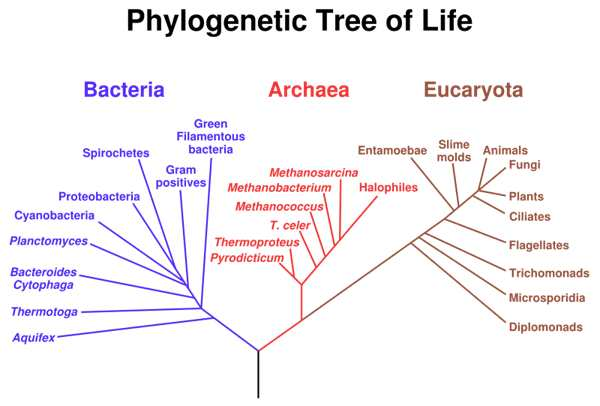 Phylogenetic Tree of Life
Bacteria
Archaea
Eucaryota
Green
Filamentous
bacteria
Spirochetes
Gram
positives
Proteobacteria
Cyanobacteria
Planctomyces
Bacteroides
Cytophaga
Thermotoga
Aquifex
Methanosarcina
Methanobacterium
Halophiles
Methanococcus
T. celer
Thermoproteus
Pyrodicticum
Entamoebae
Slime
molds
Animals
Fungi
Plants
Ciliates
Flagellates
Trichomonads
Microsporidia
Diplomonads